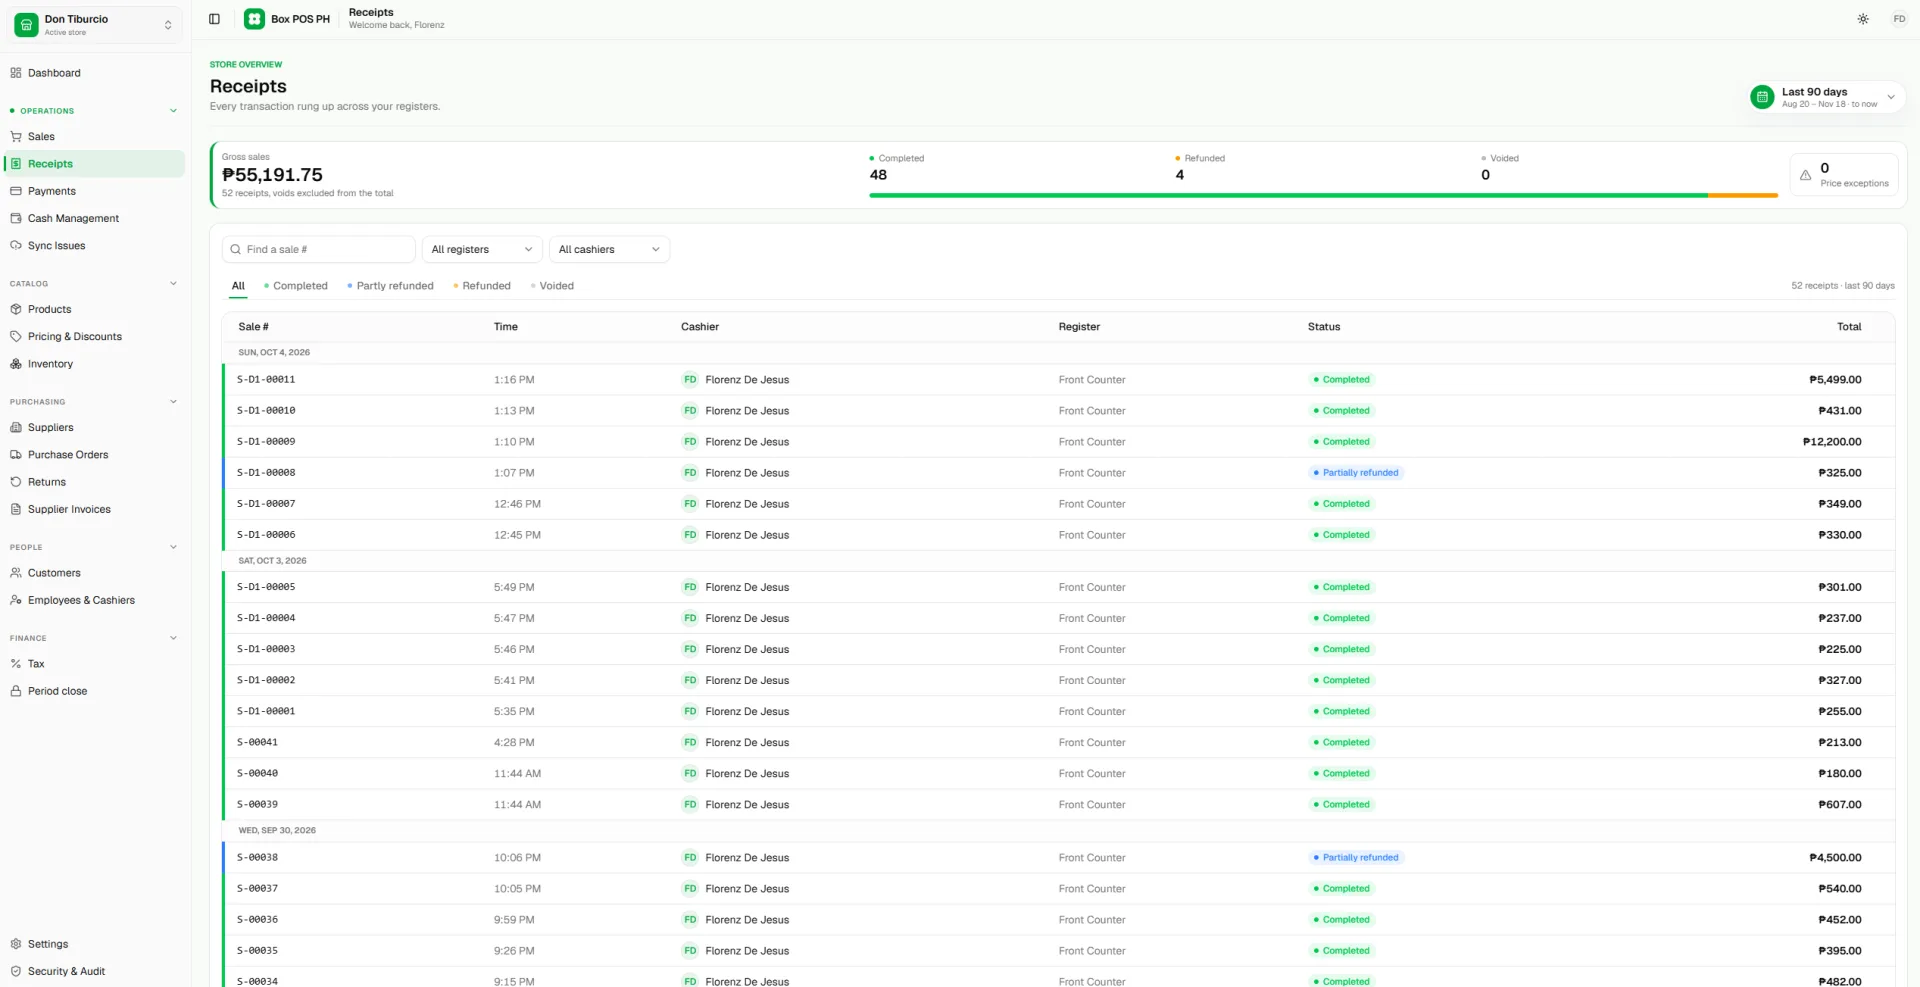 Don Tiburcio
Active store
Box POS PH
Receipts
Welcome back, Florenz
FD
Dashboard
OPERATIONS
Sales
Receipts
Payments
Cash Management
Sync Issues
CATALOG
Products
Pricing & Discounts
Inventory
PURCHASING
Suppliers
Purchase Orders
Returns
Supplier Invoices
PEOPLE
Customers
Employees & Cashiers
FINANCE
Tax
Period close
Settings
Security & Audit
STORE OVERVIEW
Receipts
Every transaction rung up across your registers.
Last 90 days
Aug 20 – Nov 18 · to now
Gross sales
₱55,191.75
52 receipts, voids excluded from the total
Completed
48
Refunded
4
Voided
0
0
Price exceptions
Find a sale #
All registers
All cashiers
All Completed Partly refunded Refunded Voided
52 receipts · last 90 days
Sale # Time Cashier Register Status Total
SUN, OCT 4, 2026
S-D1-00011 1:16 PM FD Florenz De Jesus Front Counter Completed ₱5,499.00
S-D1-00010 1:13 PM FD Florenz De Jesus Front Counter Completed ₱431.00
S-D1-00009 1:10 PM FD Florenz De Jesus Front Counter Completed ₱12,200.00
S-D1-00008 1:07 PM FD Florenz De Jesus Front Counter Partially refunded ₱325.00
S-D1-00007 12:46 PM FD Florenz De Jesus Front Counter Completed ₱349.00
S-D1-00006 12:45 PM FD Florenz De Jesus Front Counter Completed ₱330.00
SAT, OCT 3, 2026
S-D1-00005 5:49 PM FD Florenz De Jesus Front Counter Completed ₱301.00
S-D1-00004 5:47 PM FD Florenz De Jesus Front Counter Completed ₱237.00
S-D1-00003 5:46 PM FD Florenz De Jesus Front Counter Completed ₱225.00
S-D1-00002 5:41 PM FD Florenz De Jesus Front Counter Completed ₱327.00
S-D1-00001 5:35 PM FD Florenz De Jesus Front Counter Completed ₱255.00
S-00041 4:28 PM FD Florenz De Jesus Front Counter Completed ₱213.00
S-00040 11:44 AM FD Florenz De Jesus Front Counter Completed ₱180.00
S-00039 11:44 AM FD Florenz De Jesus Front Counter Completed ₱607.00
WED, SEP 30, 2026
S-00038 10:06 PM FD Florenz De Jesus Front Counter Partially refunded ₱4,500.00
S-00037 10:05 PM FD Florenz De Jesus Front Counter Completed ₱540.00
S-00036 9:59 PM FD Florenz De Jesus Front Counter Completed ₱452.00
S-00035 9:26 PM FD Florenz De Jesus Front Counter Completed ₱395.00
S-00034 9:15 PM FD Florenz De Jesus Front Counter Completed ₱482.00